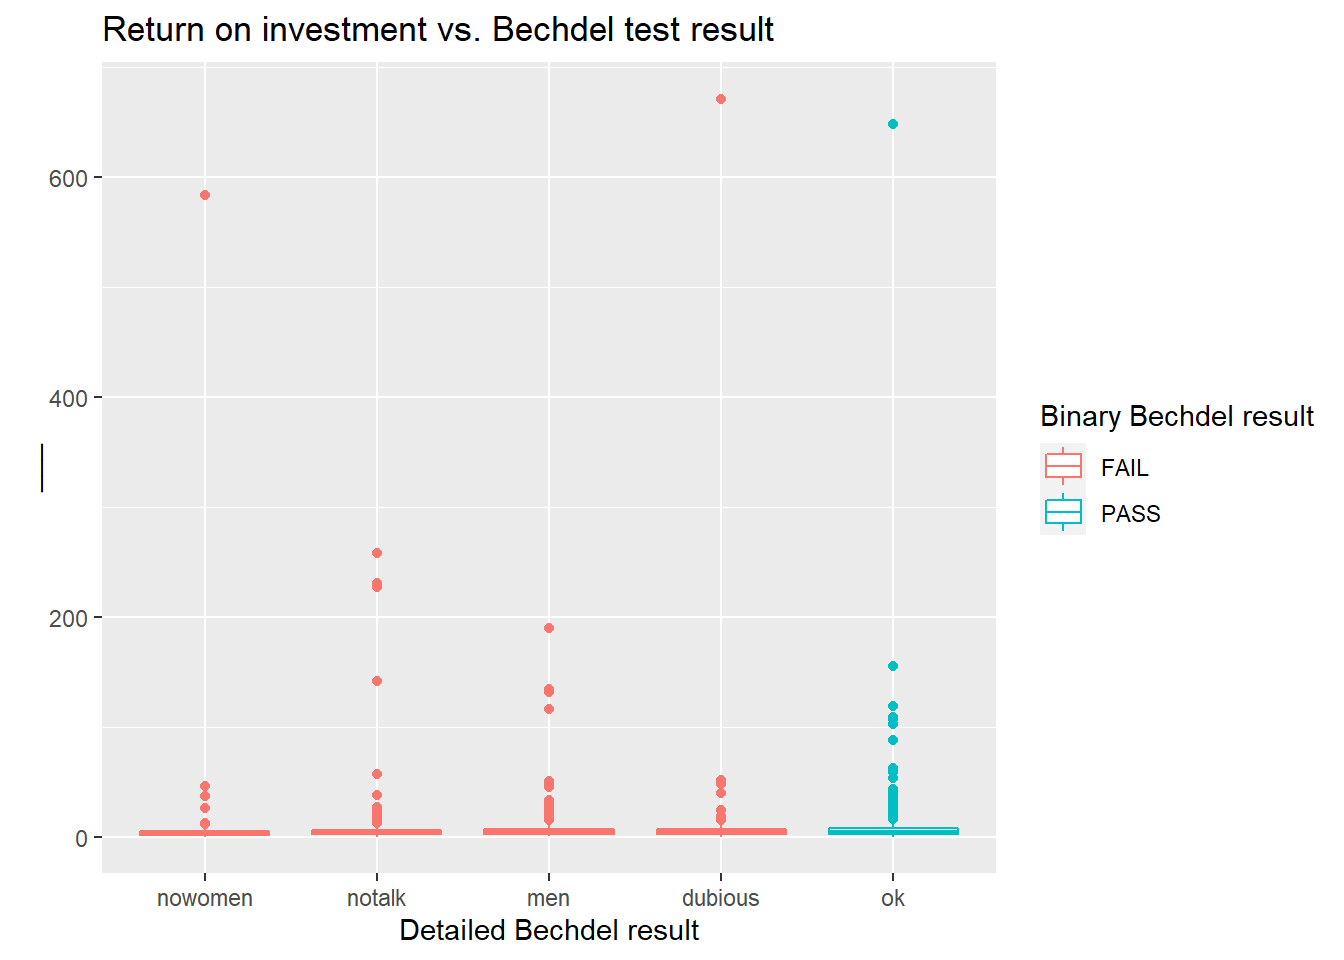 Return on investment vs. Bechdel test result
600
400
200
0
nowomen notalk men dubious ok
Detailed Bechdel result
Binary Bechdel result
FAIL
PASS